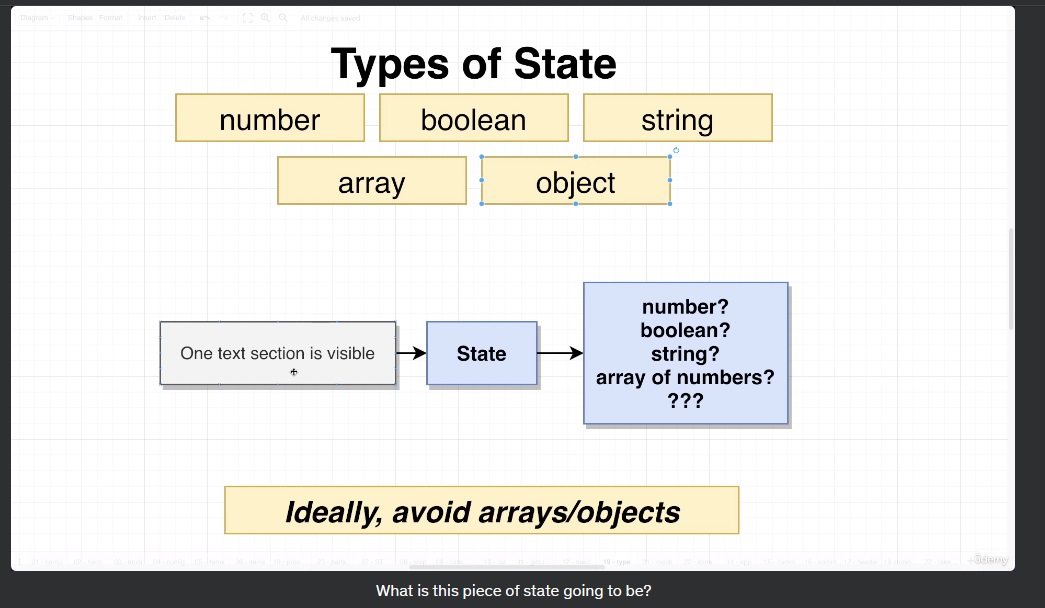 Diagram Shapes Format Insert Delete All changes saved
Types of State
number boolean string
array object
One text section is visible
State
number?
boolean?
string?
array of numbers?
???
Ideally, avoid arrays/objects
ûdemy
What is this piece of state going to be?